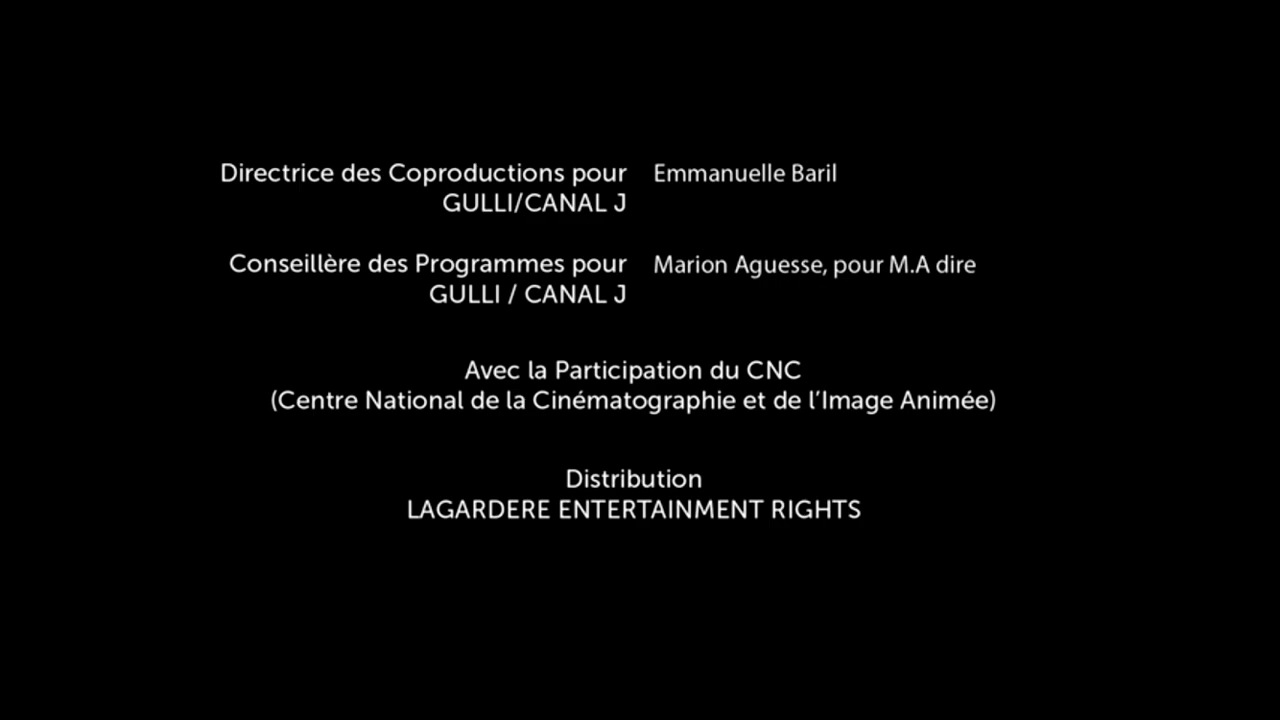 Directrice des Coproductions pour Emmanuelle Baril
GULLI/CANAL J
Conseillère des Programmes pour Marion Aguesse, pour M.A dire
GULLI / CANAL J
Avec la Participation du CNC
(Centre National de la Cinématographie et de l’Image Animée)
Distribution
LAGARDERE ENTERTAINMENT RIGHTS